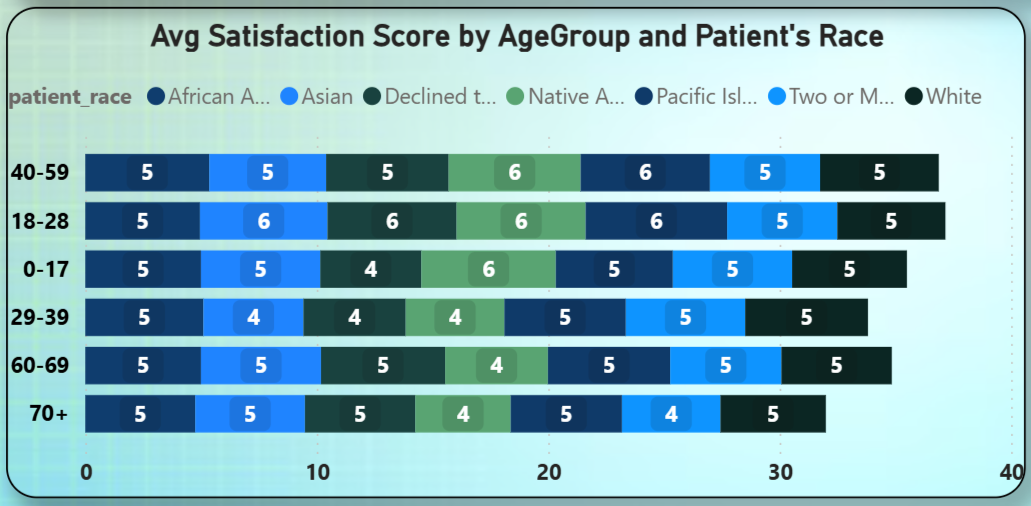 Avg Satisfaction Score by AgeGroup and Patient's Race
patient_race African A... Asian Declined t... Native A... Pacific Isl... Two or M... White
40-59 5 5 5 6 6 5 5
18-28 5 6 6 6 6 5 5
0-17 5 5 4 6 5 5 5
29-39 5 4 4 4 5 5 5
60-69 5 5 5 4 5 5 5
70+ 5 5 5 4 5 4 5
0 10 20 30 40